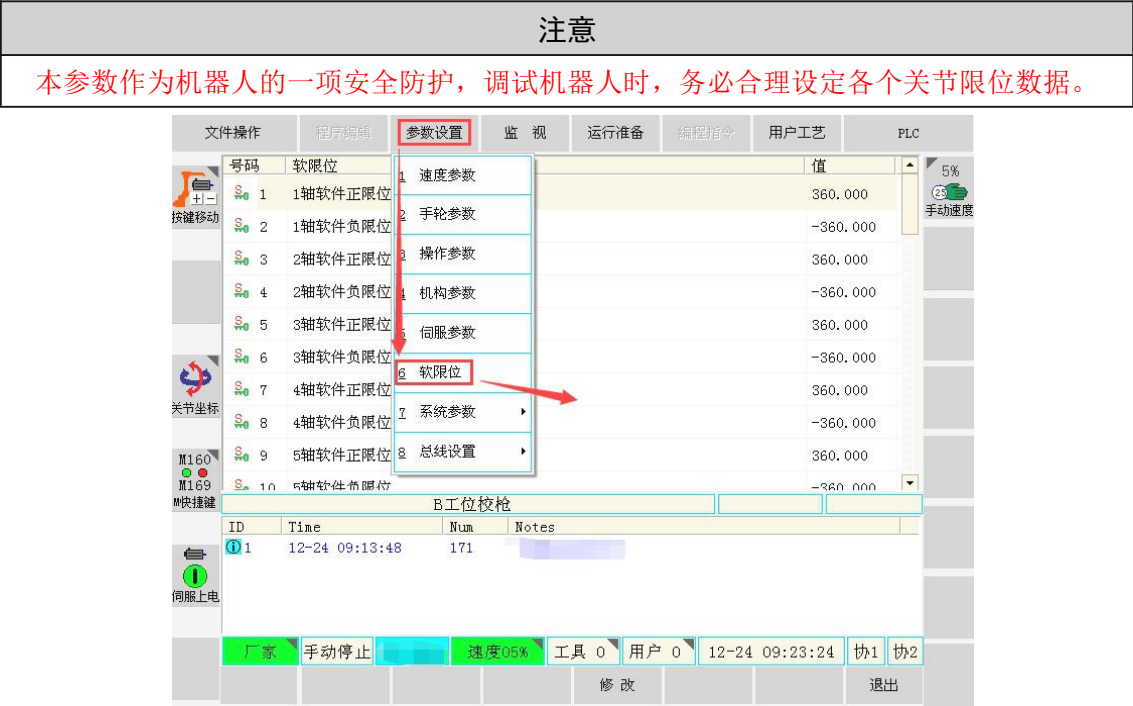 注意
本参数作为机器人的一项安全防护，调试机器人时，务必合理设定各个关节限位数据。
文件操作 程序编辑 参数设置 监 视 运行准备 编程指令 用户工艺 PLC
号码 软限位 值
1 1轴软件正限位 360.000
2 1轴软件负限位 -360.000
3 2轴软件正限位 360.000
4 2轴软件负限位 -360.000
5 3轴软件正限位 360.000
6 3轴软件负限位 -360.000
7 4轴软件正限位 360.000
8 4轴软件负限位 -360.000
9 5轴软件正限位 360.000
10 5轴软件负限位 -360.000
1 速度参数
2 手轮参数
3 操作参数
4 机构参数
5 伺服参数
6 软限位
7 系统参数
8 总线设置
按键移动
关节坐标
M160
M169
M快捷键
伺服上电
5%
25
手动速度
B工位校枪
ID Time Num Notes
1 12-24 09:13:48 171
厂家 手动停止 速度05% 工具 0 用户 0 12-24 09:23:24 协1 协2
修 改 退出